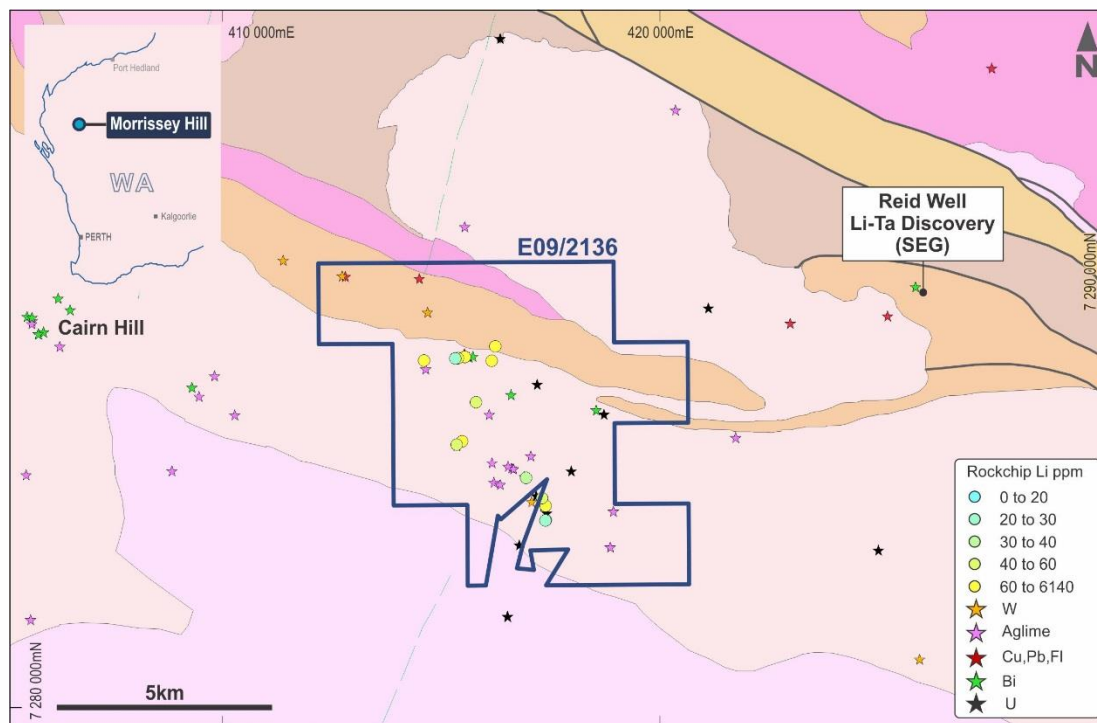 410 000mE
420 000mE
N
Port Hedland
Morrissey Hill
WA
Kalgoorlie
PERTH
E09/2136
Reid Well
Li-Ta Discovery
(SEG)
7 290 000mN
Cairn Hill
Rockchip Li ppm
0 to 20
20 to 30
30 to 40
40 to 60
60 to 6140
W
Aglime
Cu,Pb,Fl
Bi
U
7 280 000mN
5km